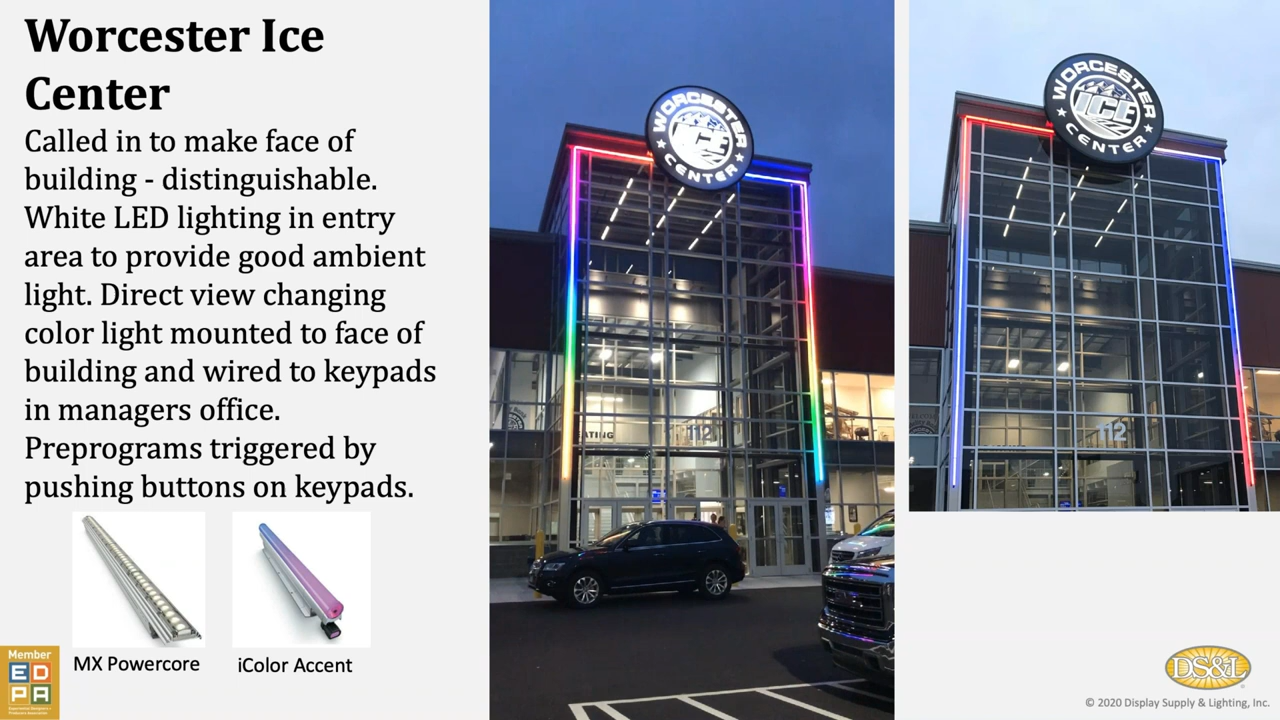 Worcester Ice
Center
Called in to make face of
building - distinguishable.
White LED lighting in entry
area to provide good ambient
light. Direct view changing
color light mounted to face of
building and wired to keypads
in managers office.
Preprograms triggered by
pushing buttons on keypads.
MX Powercore
iColor Accent
Member
E D
P A
WORCESTER
ICE
CENTER
ATING
112
WORCESTER
ICE
CENTER
112
DS&L
© 2020 Display Supply & Lighting, Inc.